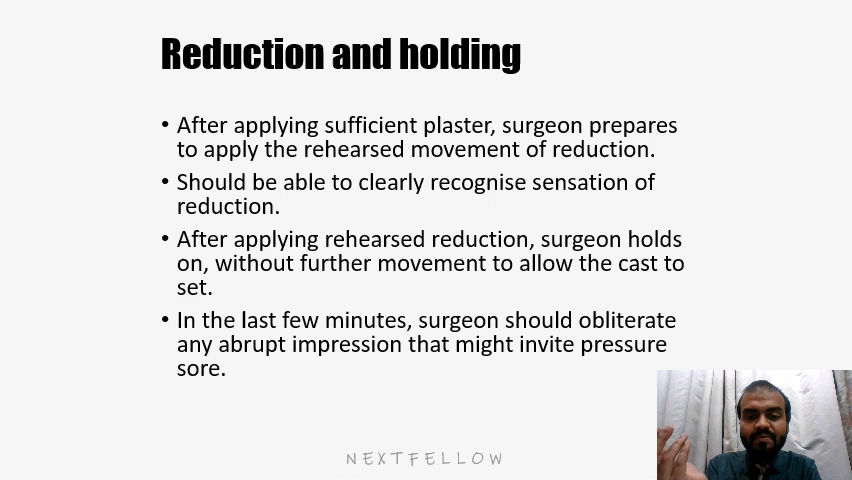 Reduction and holding
• After applying sufficient plaster, surgeon prepares
to apply the rehearsed movement of reduction.
• Should be able to clearly recognise sensation of
reduction.
• After applying rehearsed reduction, surgeon holds
on, without further movement to allow the cast to
set.
• In the last few minutes, surgeon should obliterate
any abrupt impression that might invite pressure
sore.
NEXTFELLOW